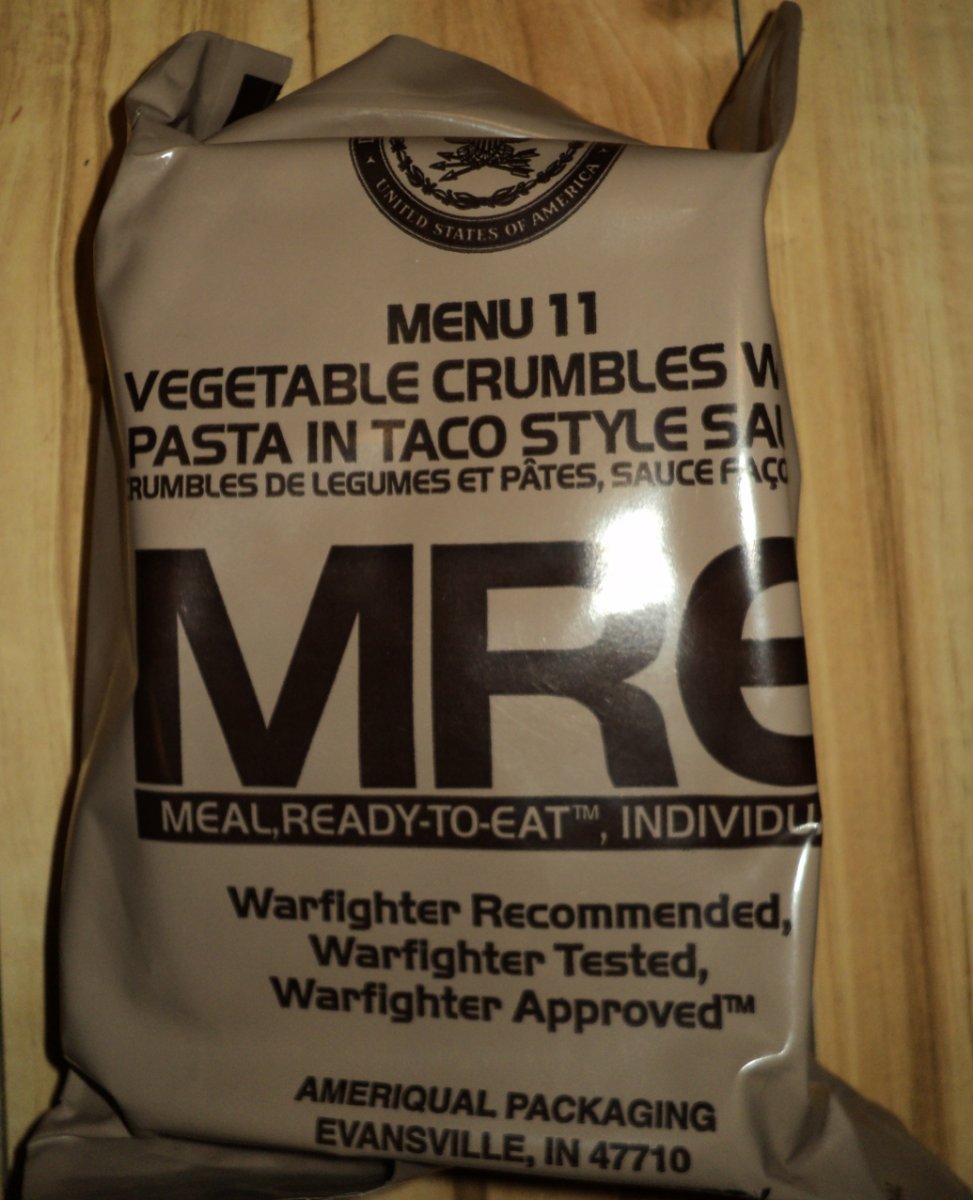 UNITED STATES OF AMERICA
MENU 11
VEGETABLE CRUMBLES W
PASTA IN TACO STYLE SAU
RUMBLES DE LEGUMES ET PÂTES, SAUCE FAÇO
MRe
MEAL, READY-TO-EAT™, INDIVIDU
Warfighter Recommended,
Warfighter Tested,
Warfighter Approved™
AMERIQUAL PACKAGING
EVANSVILLE, IN 47710